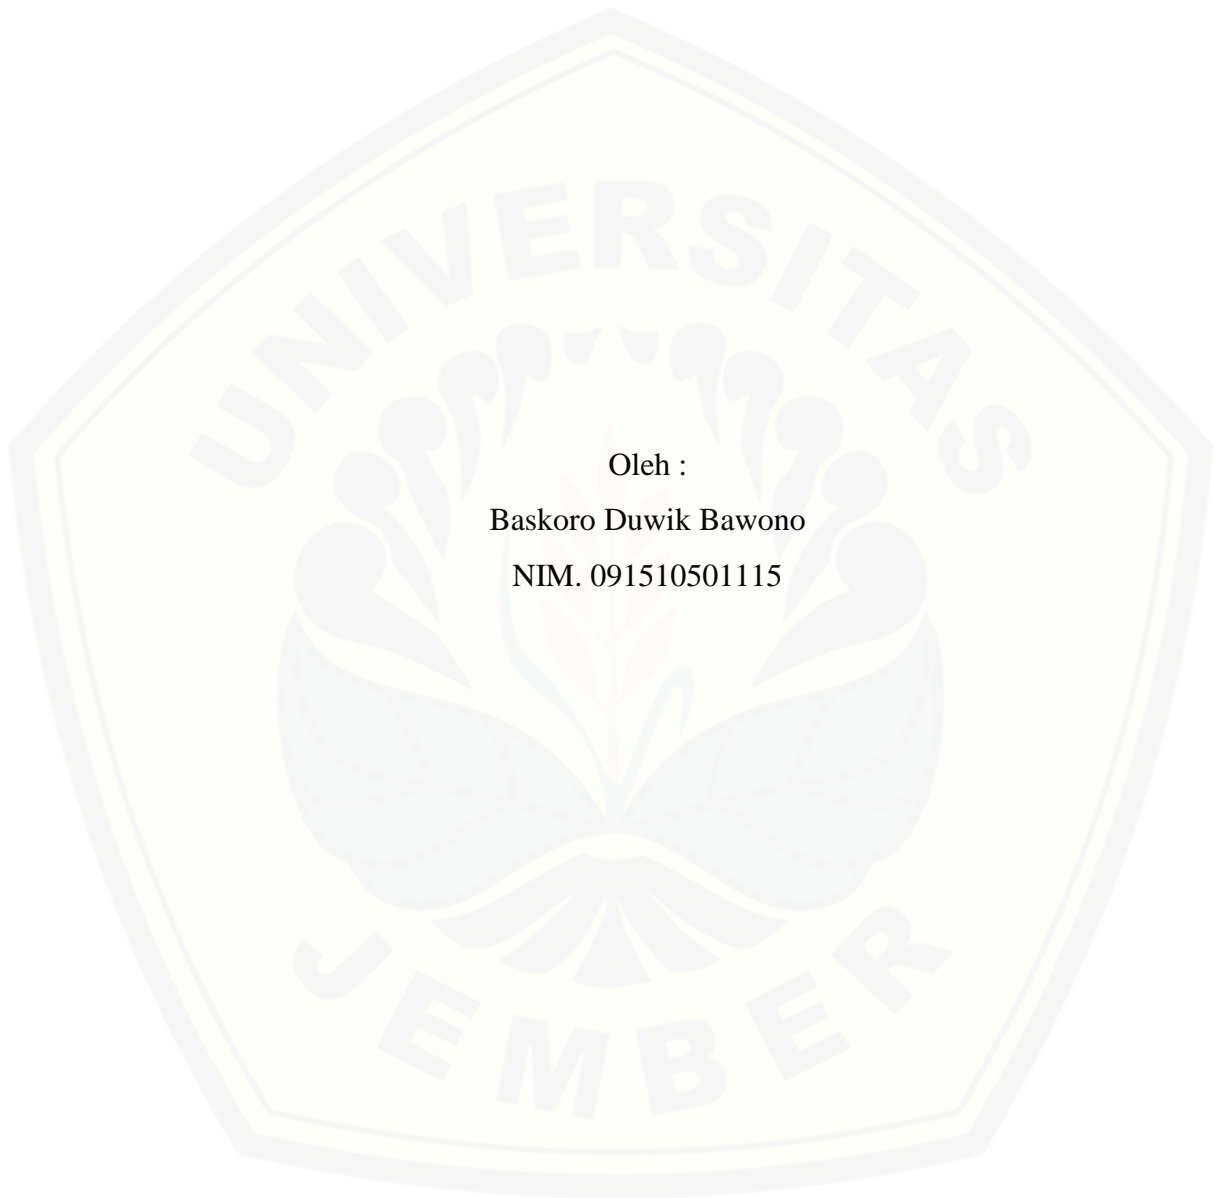 UNIVERSITAS
Oleh :
Baskoro Duwik Bawono
NIM. 091510501115
JEMBER